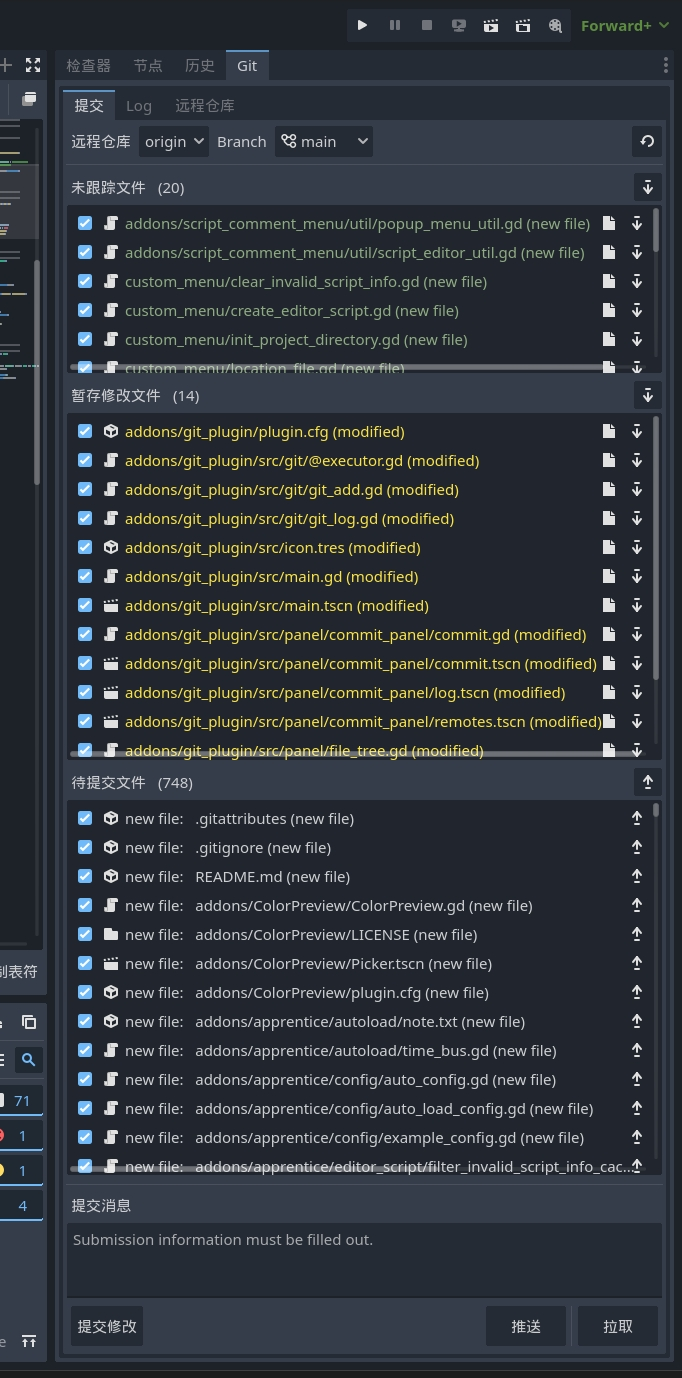 Forward+
检查器 节点 历史 Git
提交 Log 远程仓库
远程仓库 origin Branch main
未跟踪文件 (20)
addons/script_comment_menu/util/popup_menu_util.gd (new file)
addons/script_comment_menu/util/script_editor_util.gd (new file)
custom_menu/clear_invalid_script_info.gd (new file)
custom_menu/create_editor_script.gd (new file)
custom_menu/init_project_directory.gd (new file)
custom_menu/location_file.gd (new file)
暂存修改文件 (14)
addons/git_plugin/plugin.cfg (modified)
addons/git_plugin/src/git/@executor.gd (modified)
addons/git_plugin/src/git/git_add.gd (modified)
addons/git_plugin/src/git/git_log.gd (modified)
addons/git_plugin/src/icon.tres (modified)
addons/git_plugin/src/main.gd (modified)
addons/git_plugin/src/main.tscn (modified)
addons/git_plugin/src/panel/commit_panel/commit.gd (modified)
addons/git_plugin/src/panel/commit_panel/commit.tscn (modified)
addons/git_plugin/src/panel/commit_panel/log.tscn (modified)
addons/git_plugin/src/panel/commit_panel/remotes.tscn (modified)
addons/git_plugin/src/panel/file_tree.gd (modified)
待提交文件 (748)
new file: .gitattributes (new file)
new file: .gitignore (new file)
new file: README.md (new file)
new file: addons/ColorPreview/ColorPreview.gd (new file)
new file: addons/ColorPreview/LICENSE (new file)
new file: addons/ColorPreview/Picker.tscn (new file)
制表符
new file: addons/ColorPreview/plugin.cfg (new file)
new file: addons/apprentice/autoload/note.txt (new file)
new file: addons/apprentice/autoload/time_bus.gd (new file)
new file: addons/apprentice/config/auto_config.gd (new file)
71
new file: addons/apprentice/config/auto_load_config.gd (new file)
1
new file: addons/apprentice/config/example_config.gd (new file)
1
new file: addons/apprentice/editor_script/filter_invalid_script_info_cac...
4
提交消息
Submission information must be filled out.
e
提交修改 推送 拉取